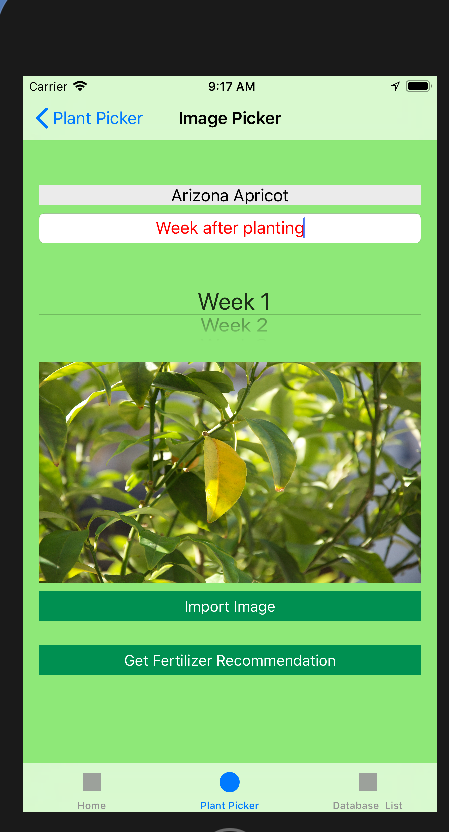 Carrier 9:17 AM
Plant Picker Image Picker
Arizona Apricot
Week after planting
Week 1
Week 2
Import Image
Get Fertilizer Recommendation
Home Plant Picker Database List